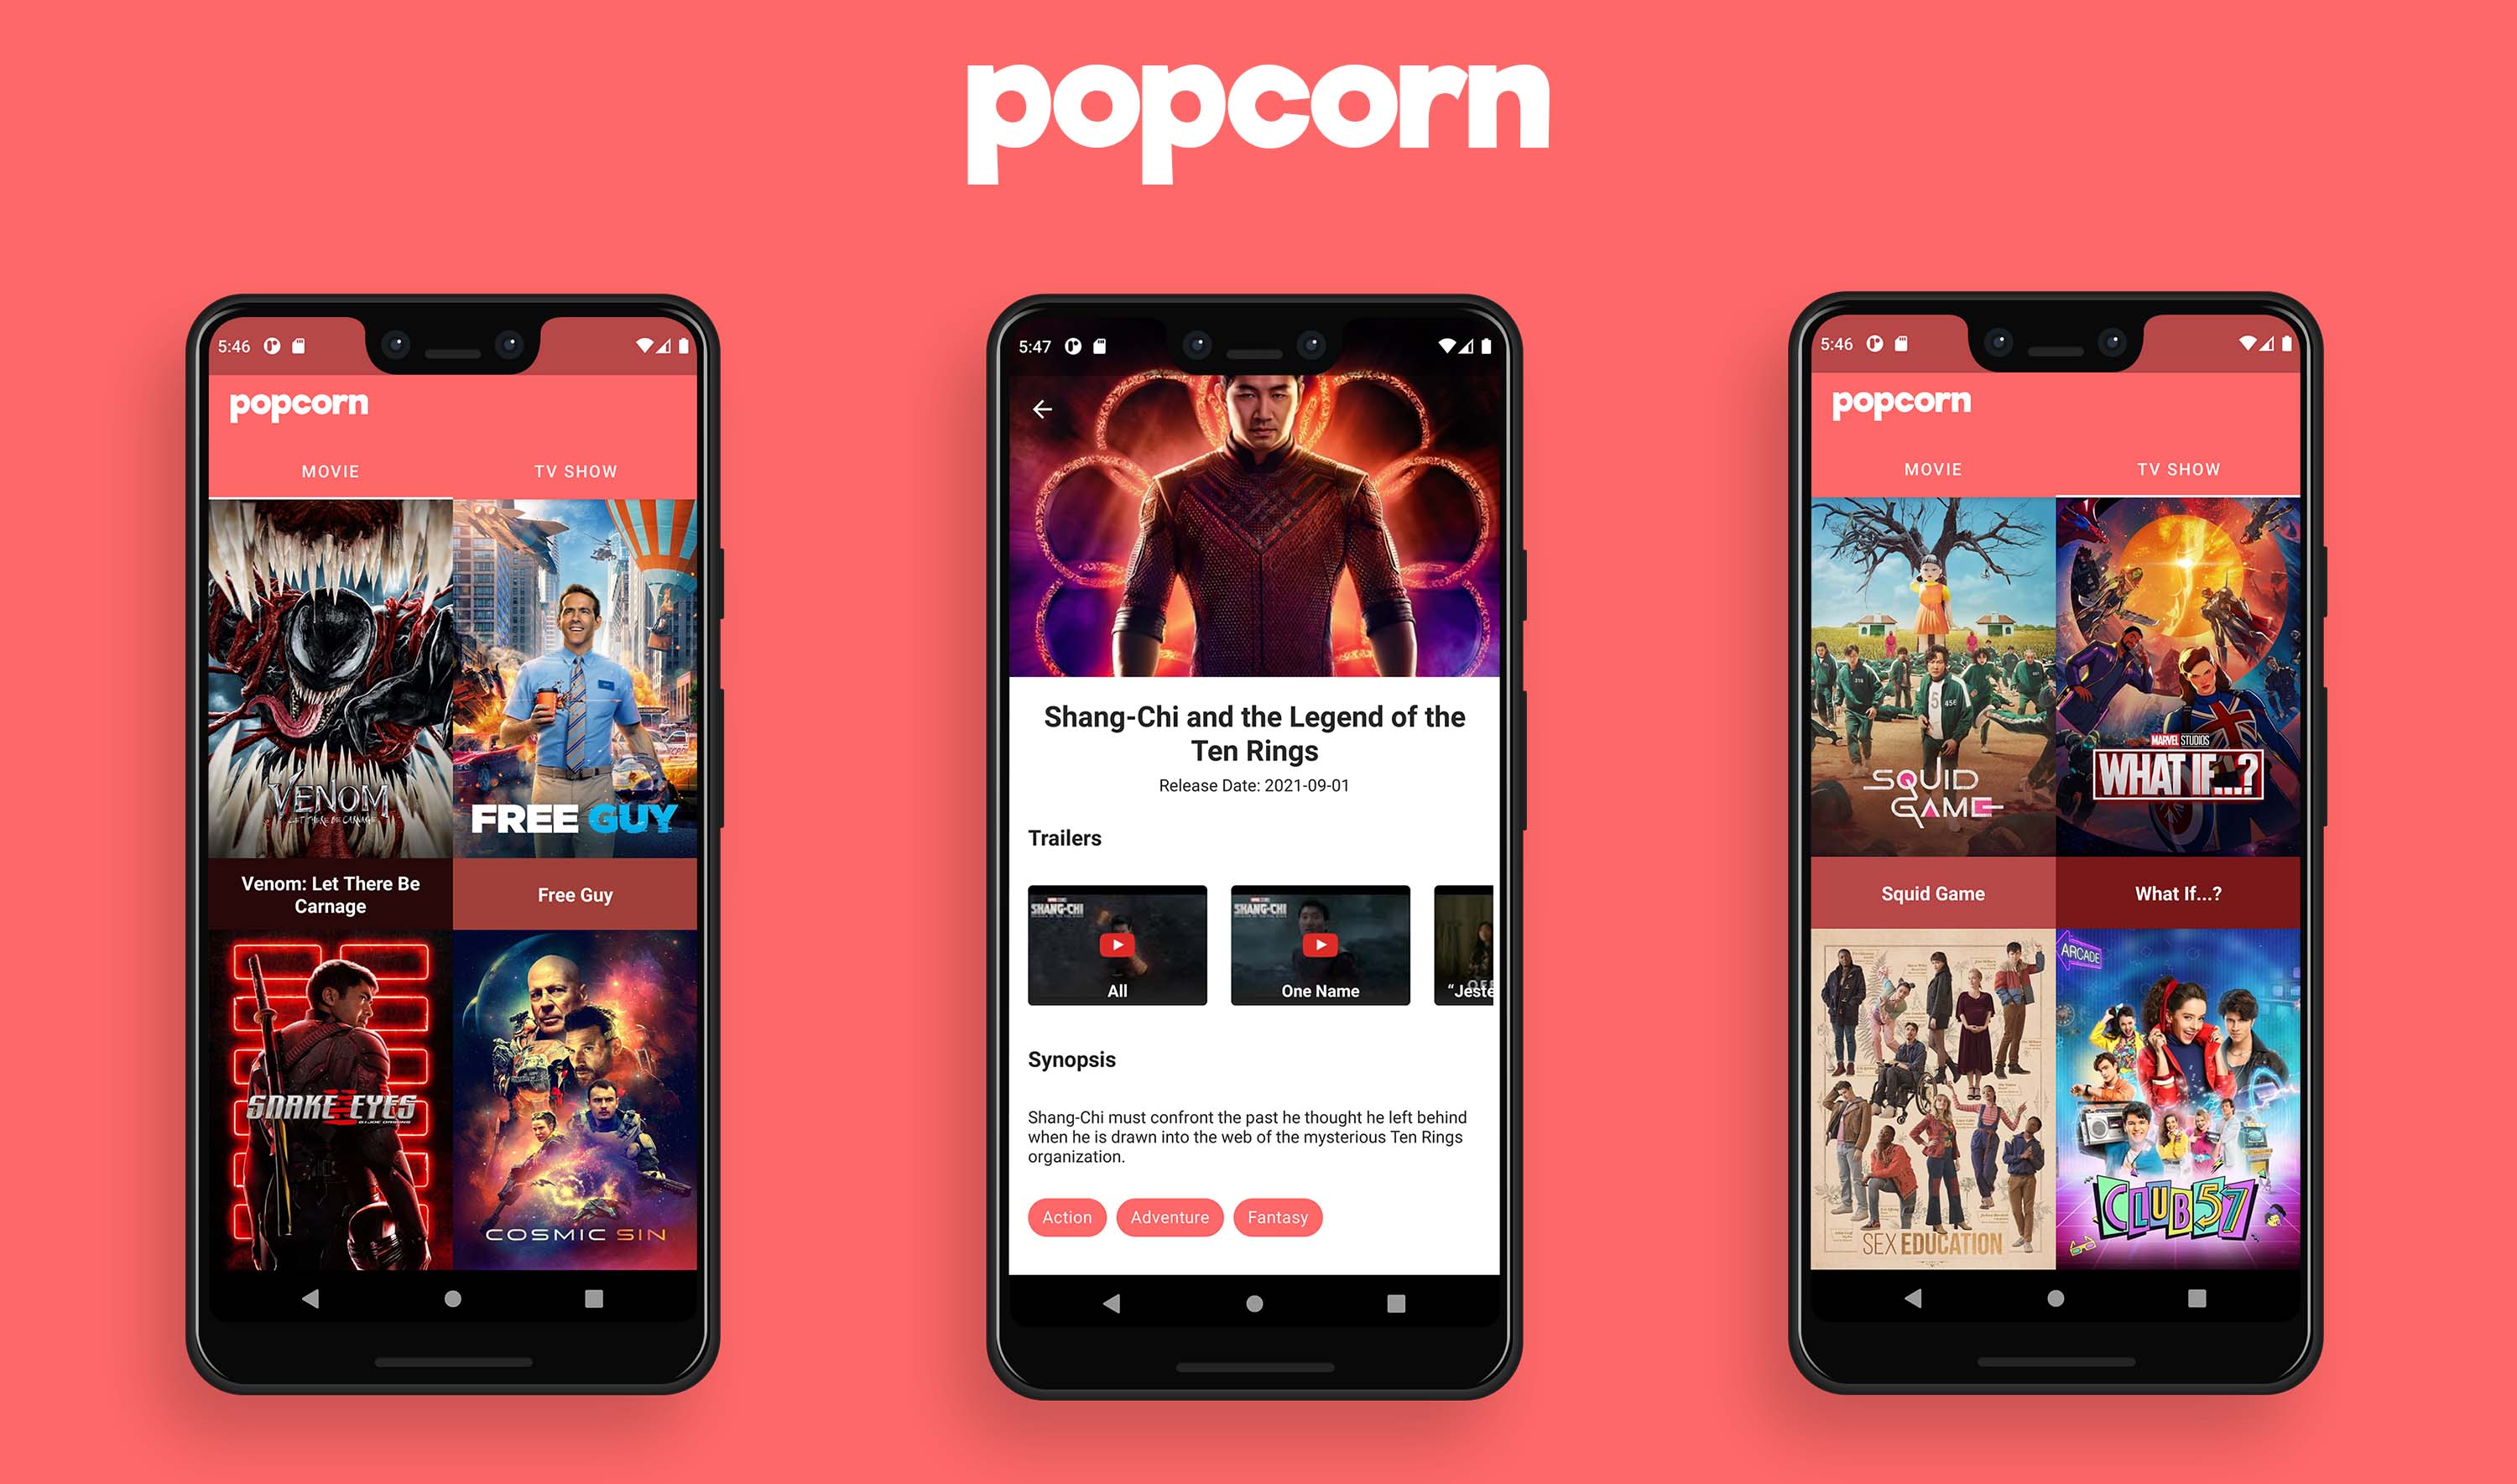 popcorn
5:46
popcorn
MOVIE
TV SHOW
VENOM
LET THERE BE CARNAGE
FREE GUY
Venom: Let There Be
Carnage
Free Guy
SNAKE EYES
G.I. JOE ORIGINS
COSMIC SIN
5:47
Shang-Chi and the Legend of the
Ten Rings
Release Date: 2021-09-01
Trailers
SHANG-CHI
All
SHANG-CHI
One Name
“Jeste
Synopsis
Shang-Chi must confront the past he thought he left behind
when he is drawn into the web of the mysterious Ten Rings
organization.
Action
Adventure
Fantasy
5:46
popcorn
MOVIE
TV SHOW
456
SQUID
GAME
MARVEL STUDIOS
WHAT IF...?
Squid Game
What If...?
SEX EDUCATION
ARCADE
CLUB 57